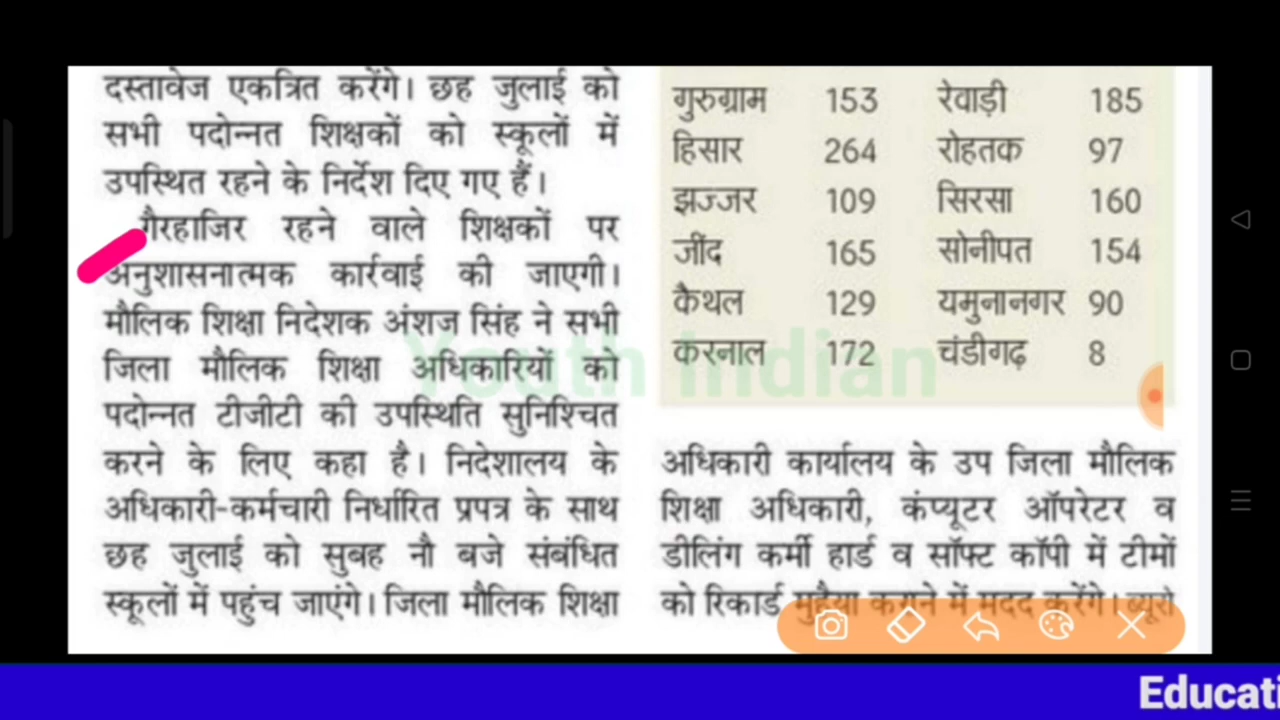 दस्तावेज एकत्रित करेंगे। छह जुलाई को
सभी पदोन्नत शिक्षकों को स्कूलों में
उपस्थित रहने के निर्देश दिए गए हैं।
गैरहाजिर रहने वाले शिक्षकों पर
अनुशासनात्मक कार्रवाई की जाएगी।
मौलिक शिक्षा निदेशक अंशज सिंह ने सभी
जिला मौलिक शिक्षा अधिकारियों को
पदोन्नत टीजीटी की उपस्थिति सुनिश्चित
करने के लिए कहा है। निदेशालय के
अधिकारी-कर्मचारी निर्धारित प्रपत्र के साथ
छह जुलाई को सुबह नौ बजे संबंधित
स्कूलों में पहुंच जाएंगे। जिला मौलिक शिक्षा
गुरुग्राम 153 रेवाड़ी 185
हिसार 264 रोहतक 97
झज्जर 109 सिरसा 160
जींद 165 सोनीपत 154
कैथल 129 यमुनानगर 90
करनाल 172 चंडीगढ़ 8
अधिकारी कार्यालय के उप जिला मौलिक
शिक्षा अधिकारी, कंप्यूटर ऑपरेटर व
डीलिंग कर्मी हार्ड व सॉफ्ट कॉपी में टीमों
को रिकार्ड मुहैया कराने में मदद करेंगे। ब्यूरो
Youth Indian
Educati